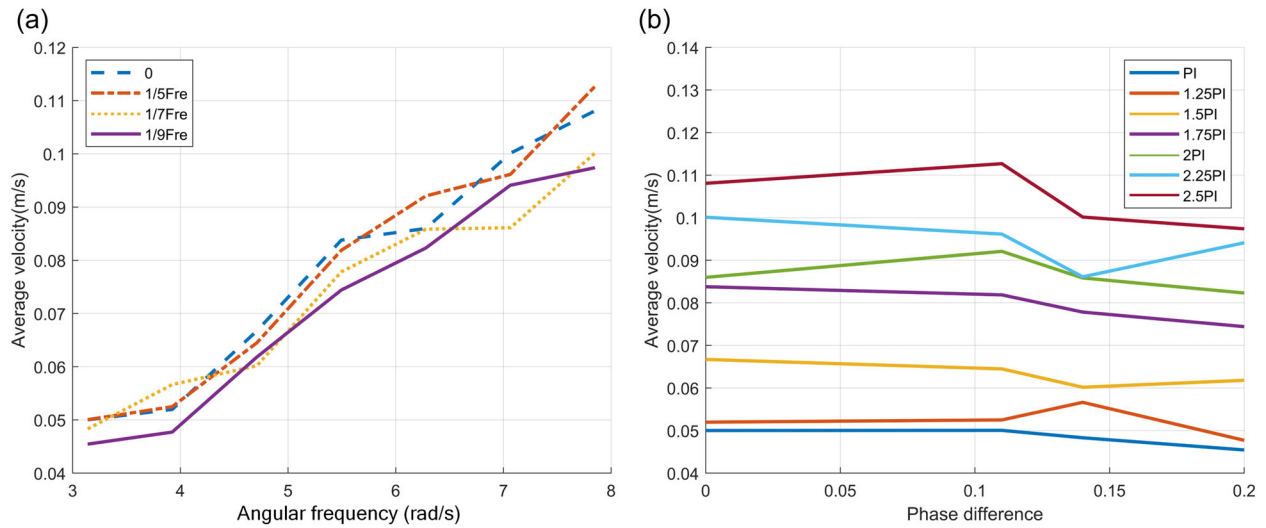 (a)
0.12
0.11
0.1
0.09
0.08
0.07
0.06
0.05
0.04
3 4 5 6 7 8
Average velocity(m/s)
Angular frequency (rad/s)
0
1/5Fre
1/7Fre
1/9Fre
(b)
0.14
0.13
0.12
0.11
0.1
0.09
0.08
0.07
0.06
0.05
0.04
0 0.05 0.1 0.15 0.2
Average velocity(m/s)
Phase difference
PI
1.25PI
1.5PI
1.75PI
2PI
2.25PI
2.5PI